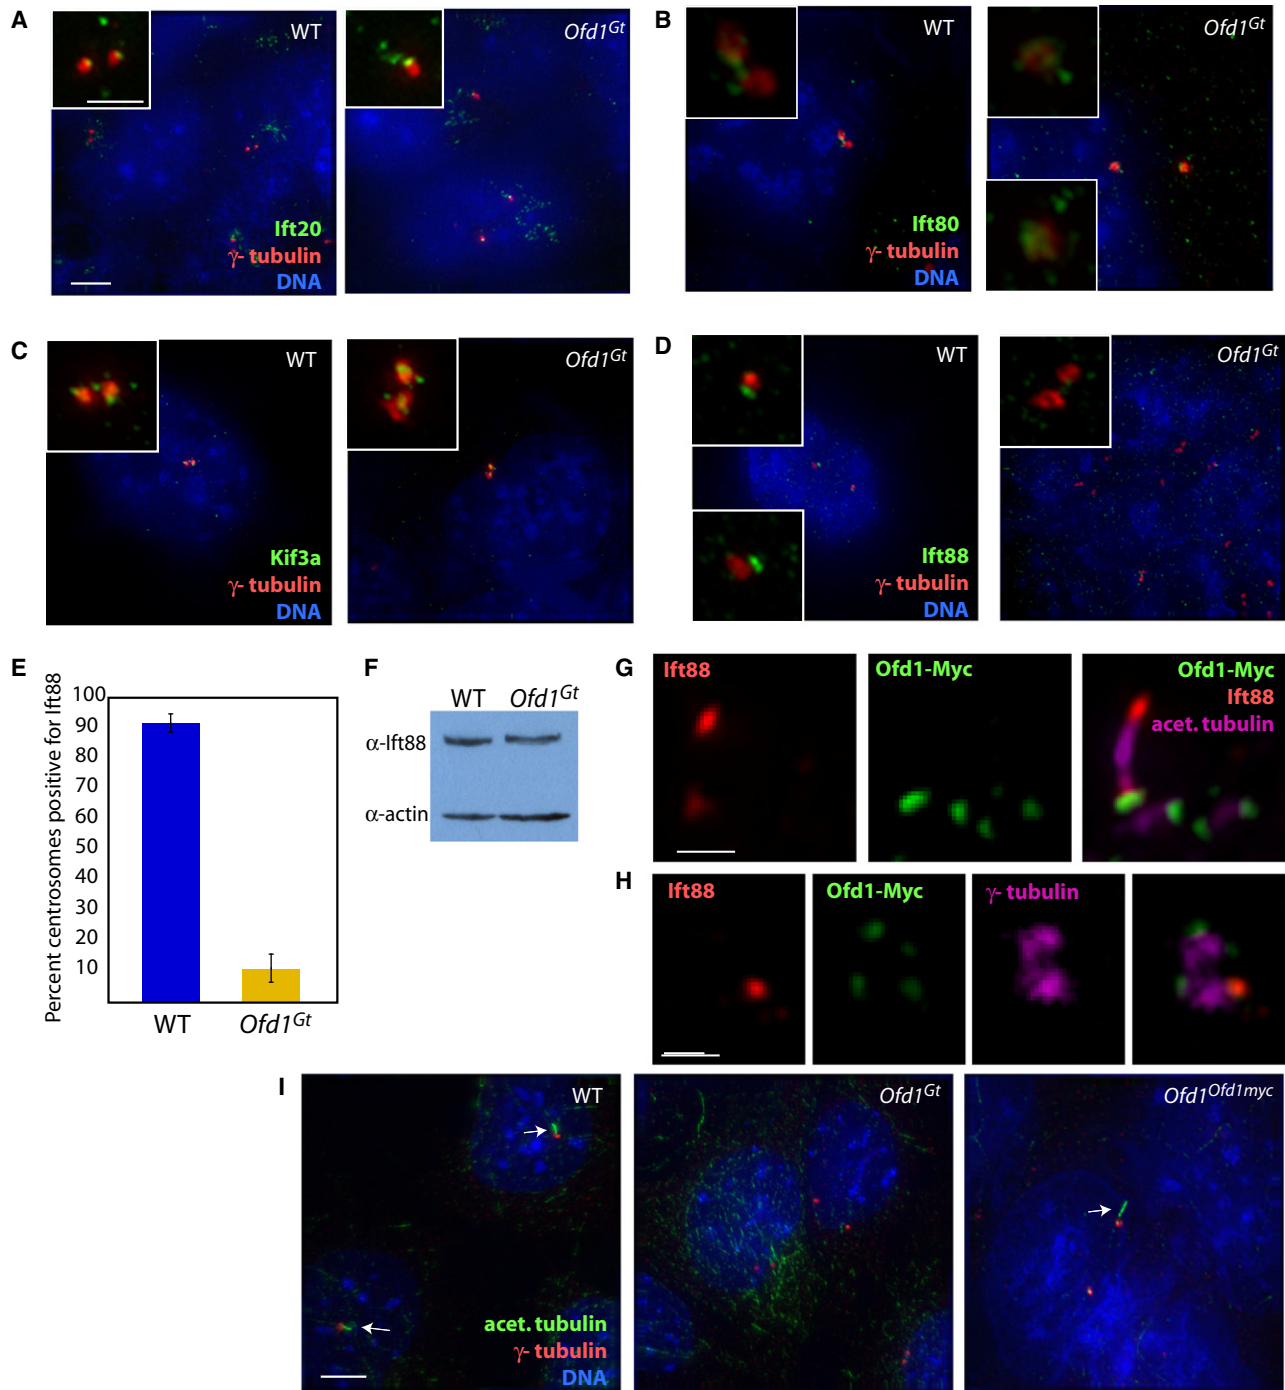 A
WT
Ofd1Gt
Ift20
γ- tubulin
DNA
B
WT
Ofd1Gt
Ift80
γ- tubulin
DNA
C
WT
Ofd1Gt
Kif3a
γ- tubulin
DNA
D
WT
Ofd1Gt
Ift88
γ- tubulin
DNA
E
Percent centrosomes positive for Ift88
100
90
80
70
60
50
40
30
20
10
WT
Ofd1Gt
F
WT
Ofd1Gt
α-Ift88
α-actin
G
Ift88
Ofd1-Myc
Ofd1-Myc
Ift88
acet. tubulin
H
Ift88
Ofd1-Myc
γ- tubulin
I
WT
Ofd1Gt
Ofd1Ofd1myc
acet. tubulin
γ- tubulin
DNA